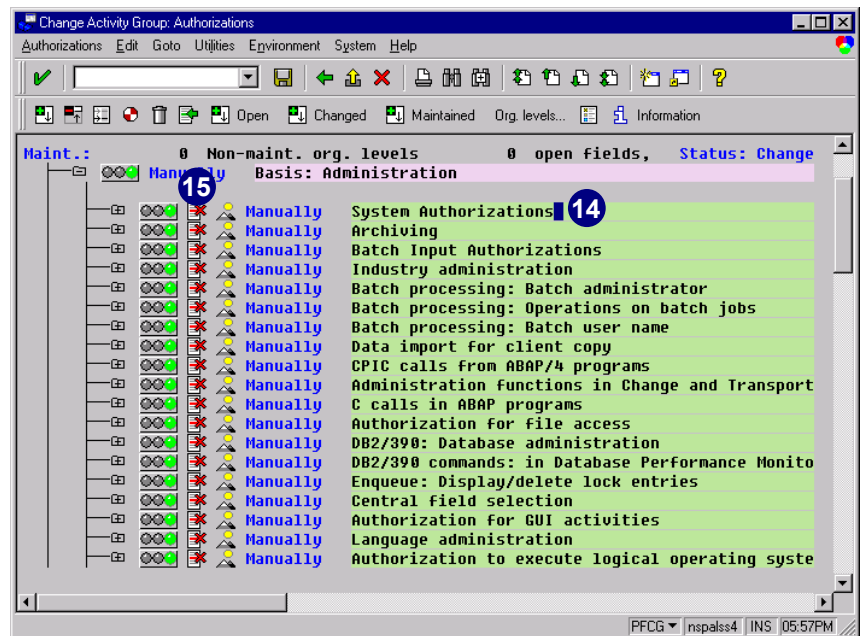 Change Activity Group: Authorizations
Authorizations Edit Goto Utilities Environment System Help
Open Changed Maintained Org. levels... Information
Maint.: 0 Non-maint. org. levels 0 open fields, Status: Change
Manually Basis: Administration
15
Manually System Authorizations 14
Manually Archiving
Manually Batch Input Authorizations
Manually Industry administration
Manually Batch processing: Batch administrator
Manually Batch processing: Operations on batch jobs
Manually Batch processing: Batch user name
Manually Data import for client copy
Manually CPIC calls from ABAP/4 programs
Manually Administration functions in Change and Transport
Manually C calls in ABAP programs
Manually Authorization for file access
Manually DB2/390: Database administration
Manually DB2/390 commands: in Database Performance Monito
Manually Enqueue: Display/delete lock entries
Manually Central field selection
Manually Authorization for GUI activities
Manually Language administration
Manually Authorization to execute logical operating syste
PFCG nspalss4 INS 05:57PM